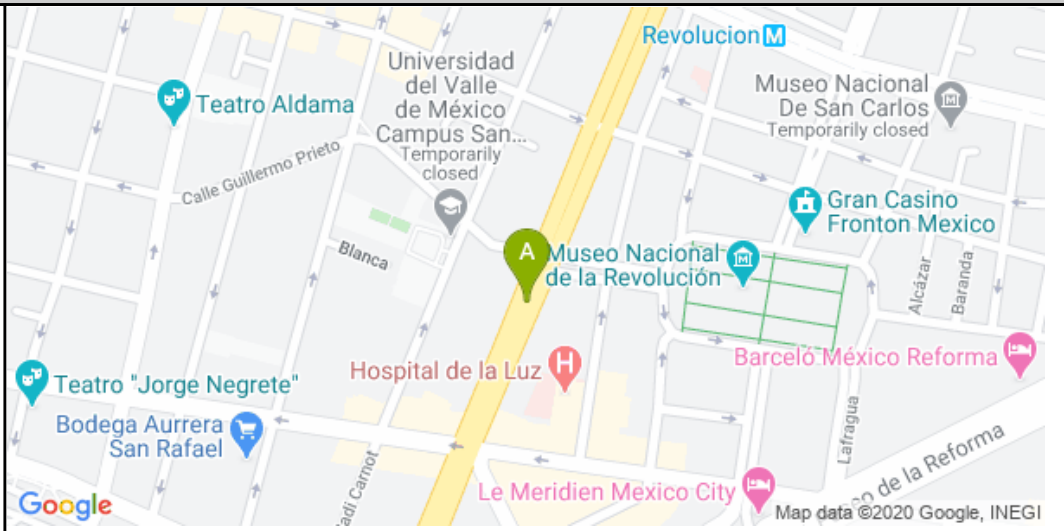 Revolucion M
Universidad
del Valle
de México
Campus San...
Temporarily
closed
Museo Nacional
De San Carlos
Temporarily closed
Teatro Aldama
Calle Guillermo Prieto
Gran Casino
Fronton Mexico
Blanca
A
Museo Nacional
de la Revolución
Alcázar
Baranda
Barceló México Reforma
Hospital de la Luz
H
Teatro "Jorge Negrete"
Bodega Aurrera
San Rafael
Lafragua
de la Reforma
Sadi Carnot
Le Meridien Mexico City
Google
Map data ©2020 Google, INEGI